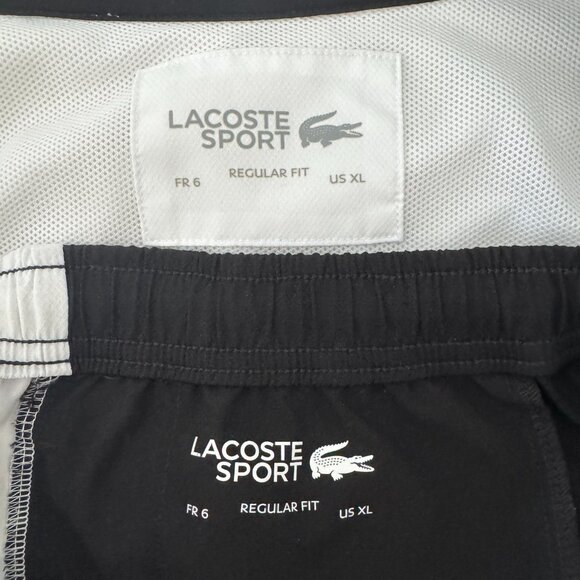 LACOSTE
SPORT
FR 6 REGULAR FIT US XL
LACOSTE
SPORT
FR 6 REGULAR FIT US XL